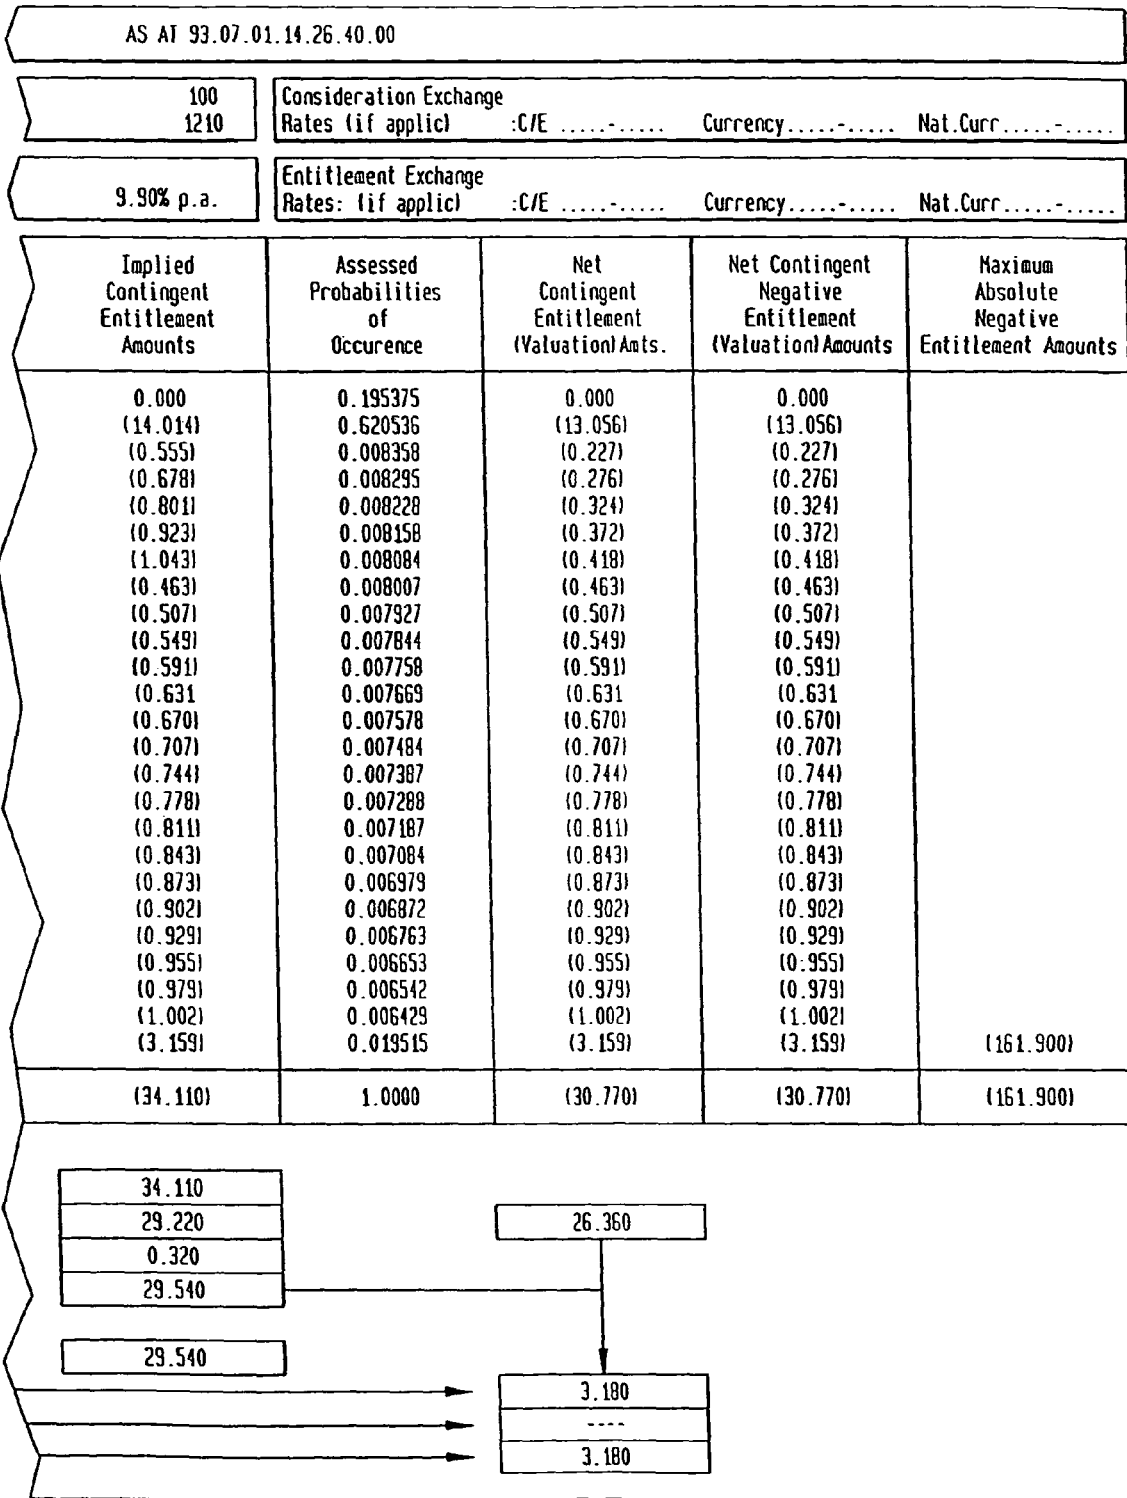 AS AT 93.07.01.14.26.40.00
100
1210
Consideration Exchange
Rates (if applic) :C/E .....-..... Currency.....-..... Nat.Curr.....-.....
9.90% p.a.
Entitlement Exchange
Rates: (if applic) :C/E .....-..... Currency.....-..... Nat.Curr.....-.....
Implied Contingent Entitlement Amounts
Assessed Probabilities of Occurence
Net Contingent Entitlement (Valuation) Amts.
Net Contingent Negative Entitlement (Valuation) Amounts
Maximum Absolute Negative Entitlement Amounts
0.000 0.195375 0.000 0.000
(14.014) 0.620536 (13.056) (13.056)
(0.555) 0.008358 (0.227) (0.227)
(0.678) 0.008295 (0.276) (0.276)
(0.801) 0.008228 (0.324) (0.324)
(0.923) 0.008158 (0.372) (0.372)
(1.043) 0.008084 (0.418) (0.418)
(0.463) 0.008007 (0.463) (0.463)
(0.507) 0.007927 (0.507) (0.507)
(0.549) 0.007844 (0.549) (0.549)
(0.591) 0.007758 (0.591) (0.591)
(0.631 0.007669 (0.631 (0.631
(0.670) 0.007578 (0.670) (0.670)
(0.707) 0.007484 (0.707) (0.707)
(0.744) 0.007387 (0.744) (0.744)
(0.778) 0.007288 (0.778) (0.778)
(0.811) 0.007187 (0.811) (0.811)
(0.843) 0.007084 (0.843) (0.843)
(0.873) 0.006979 (0.873) (0.873)
(0.902) 0.006872 (0.902) (0.902)
(0.929) 0.006763 (0.929) (0.929)
(0.955) 0.006653 (0.955) (0.955)
(0.979) 0.006542 (0.979) (0.979)
(1.002) 0.006429 (1.002) (1.002)
(3.159) 0.019515 (3.159) (3.159) (161.900)
(34.110) 1.0000 (30.770) (30.770) (161.900)
34.110
29.220 26.360
0.320
29.540
29.540
3.180
----
3.180